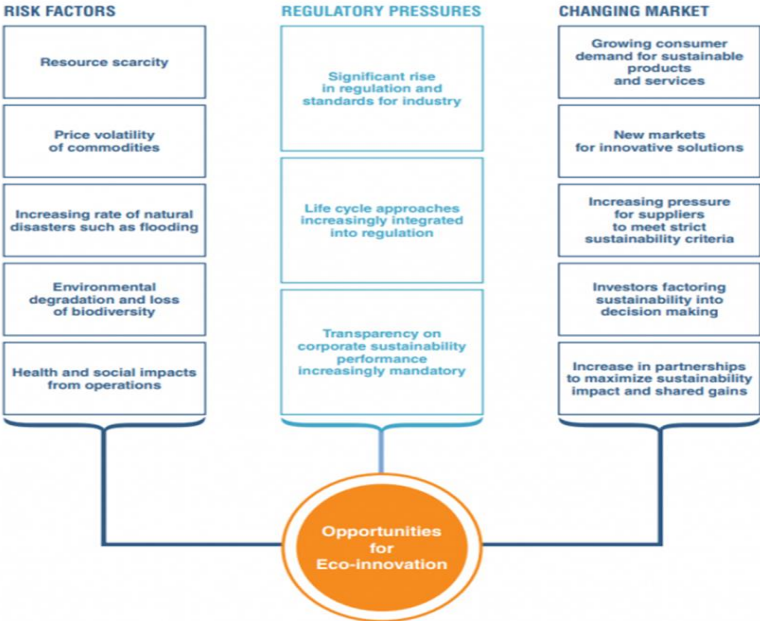 RISK FACTORS
Resource scarcity
Price volatility
of commodities
Increasing rate of natural
disasters such as flooding
Environmental
degradation and loss
of biodiversity
Health and social impacts
from operations
REGULATORY PRESSURES
Significant rise
in regulation and
standards for industry
Life cycle approaches
increasingly integrated
into regulation
Transparency on
corporate sustainability
performance
increasingly mandatory
CHANGING MARKET
Growing consumer
demand for sustainable
products
and services
New markets
for innovative solutions
Increasing pressure
for suppliers
to meet strict
sustainability criteria
Investors factoring
sustainability into
decision making
Increase in partnerships
to maximize sustainability
impact and shared gains
Opportunities
for
Eco-innovation